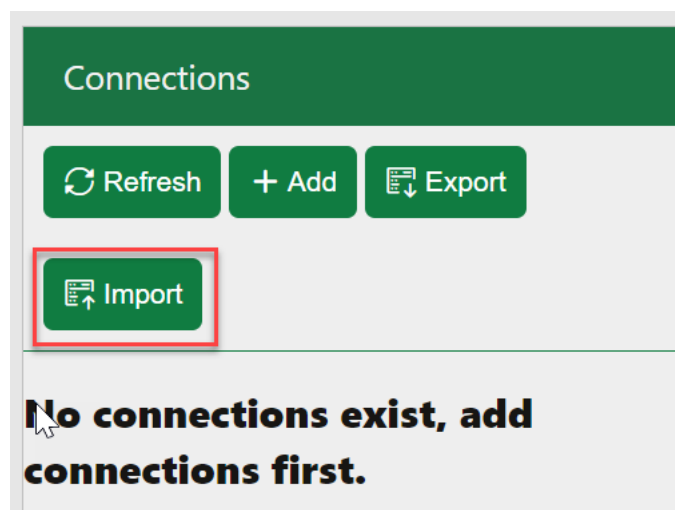 Connections
Refresh + Add Export
Import
No connections exist, add
connections first.